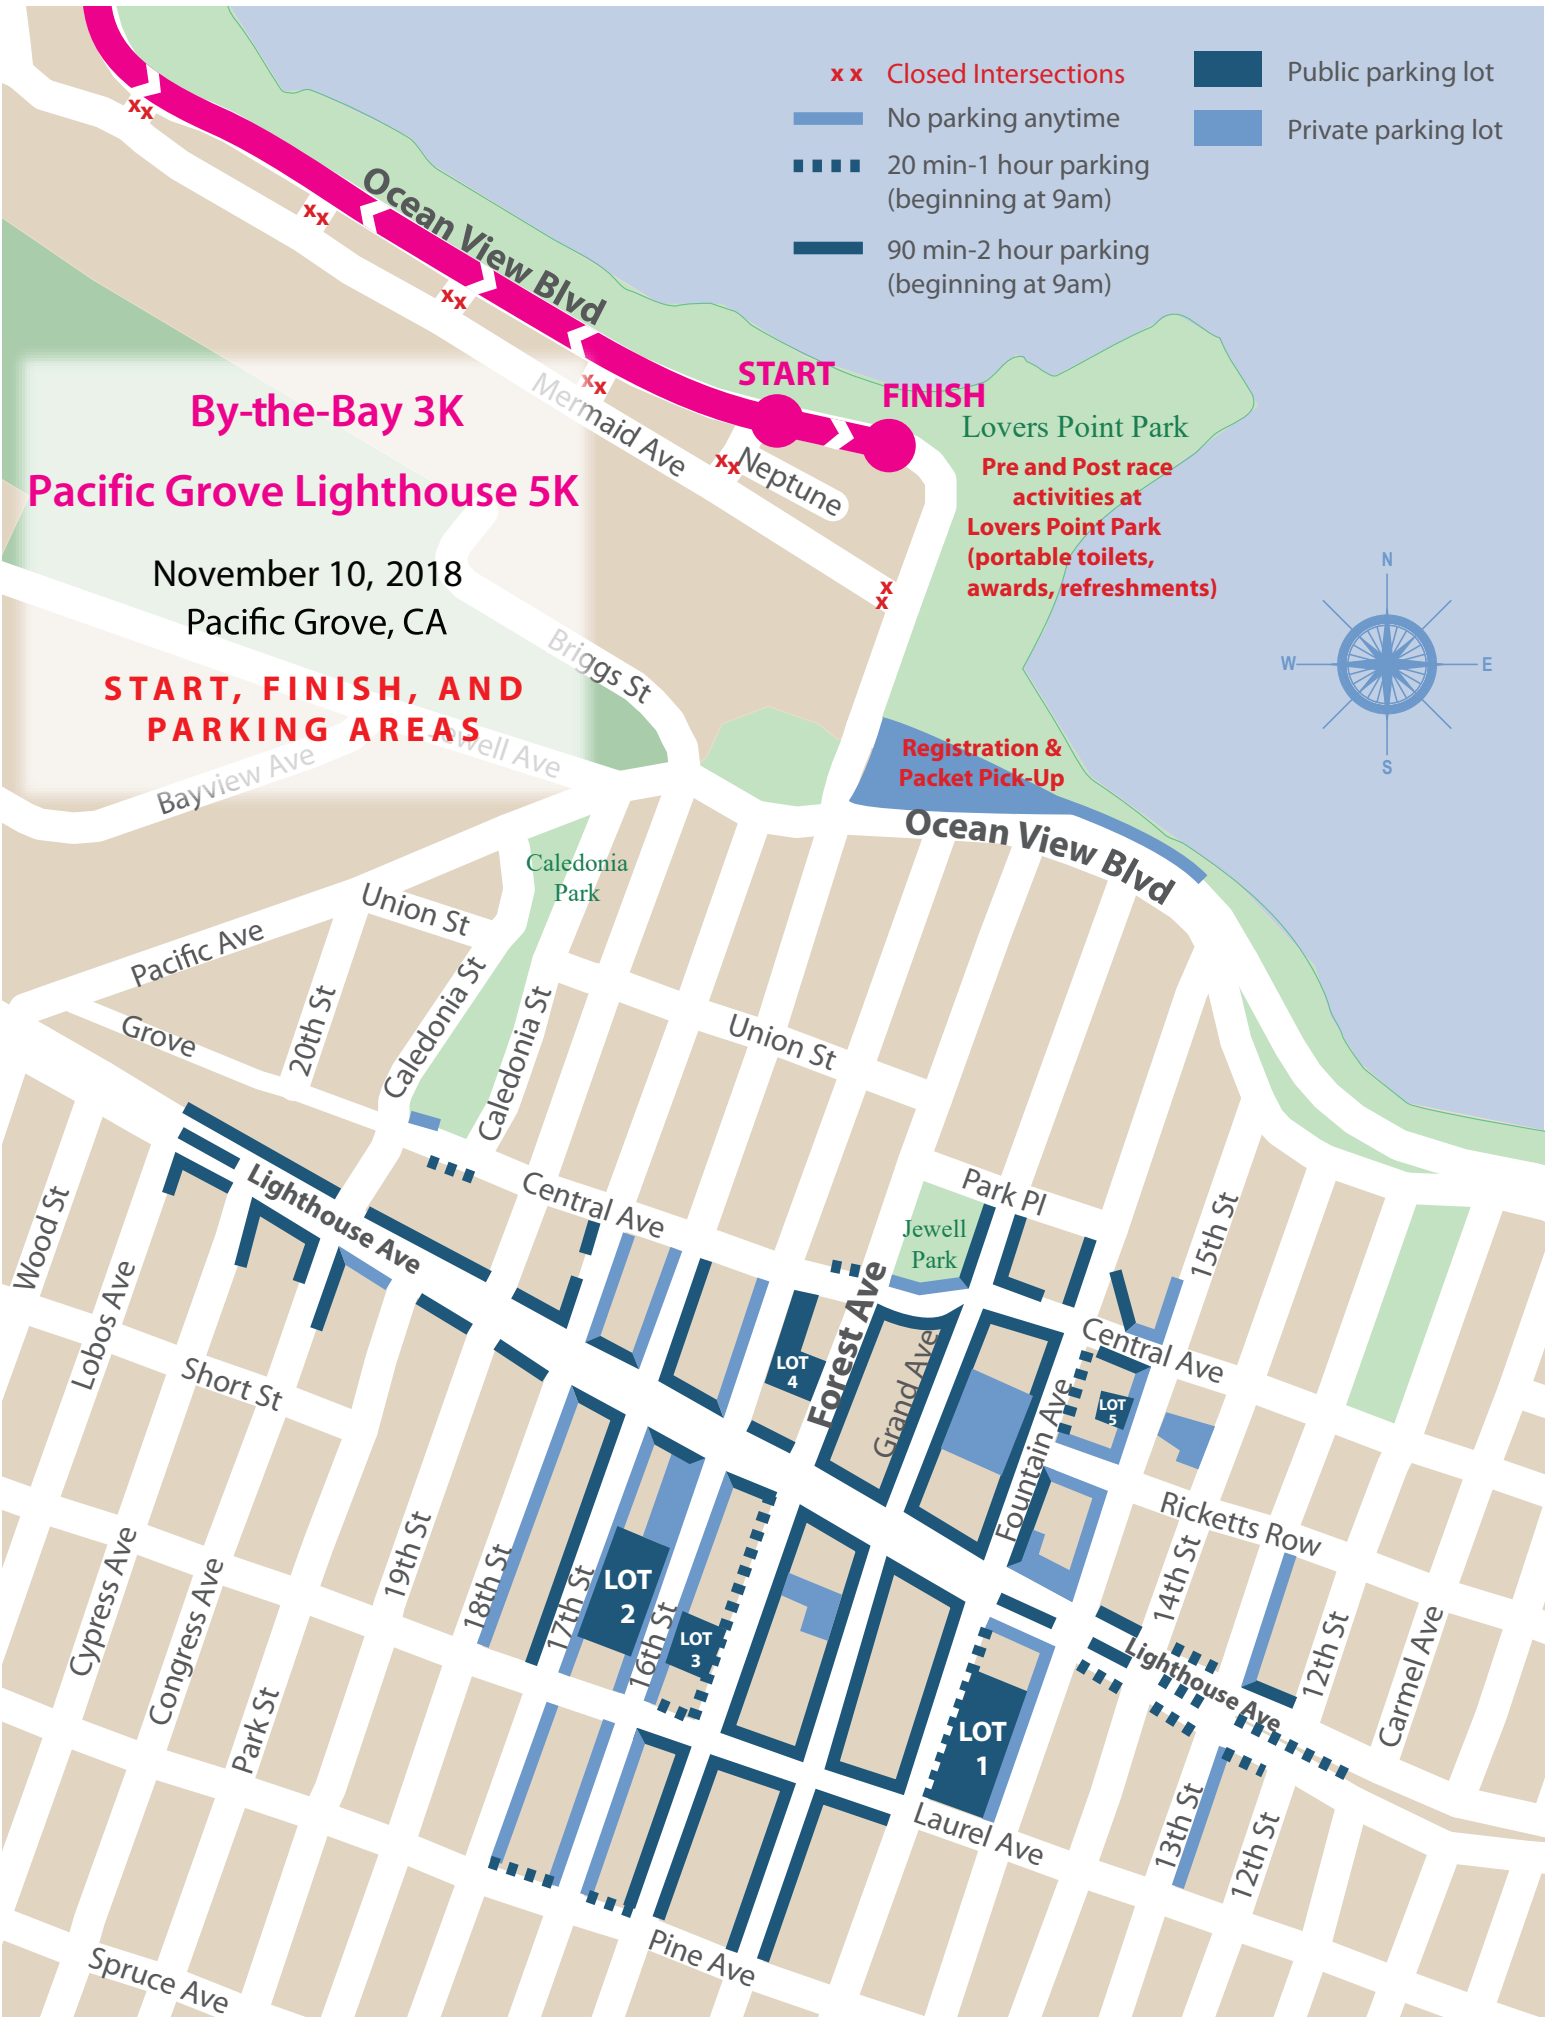 x x Closed Intersections
No parking anytime
20 min-1 hour parking
(beginning at 9am)
90 min-2 hour parking
(beginning at 9am)
Public parking lot
Private parking lot
xx
xx
xx
xx
xx
x
x
Ocean View Blvd
START
FINISH
Mermaid Ave
Neptune
By-the-Bay 3K
Pacific Grove Lighthouse 5K
November 10, 2018
Pacific Grove, CA
START, FINISH, AND
PARKING AREAS
Lovers Point Park
Pre and Post race
activities at
Lovers Point Park
(portable toilets,
awards, refreshments)
N
W
E
S
Briggs St
Jewell Ave
Bayview Ave
Registration &
Packet Pick-Up
Ocean View Blvd
Caledonia
Park
Union St
Pacific Ave
Grove
20th St
Caledonia St
Caledonia St
Union St
Lighthouse Ave
Central Ave
Park Pl
Jewell
Park
15th St
Wood St
Lobos Ave
Short St
Forest Ave
Grand Ave
Central Ave
LOT
4
LOT
5
Fountain Ave
Ricketts Row
Cypress Ave
Congress Ave
Park St
19th St
18th St
17th St
LOT
2
16th St
LOT
3
14th St
12th St
Carmel Ave
Lighthouse Ave
LOT
1
Laurel Ave
13th St
12th St
Pine Ave
Spruce Ave